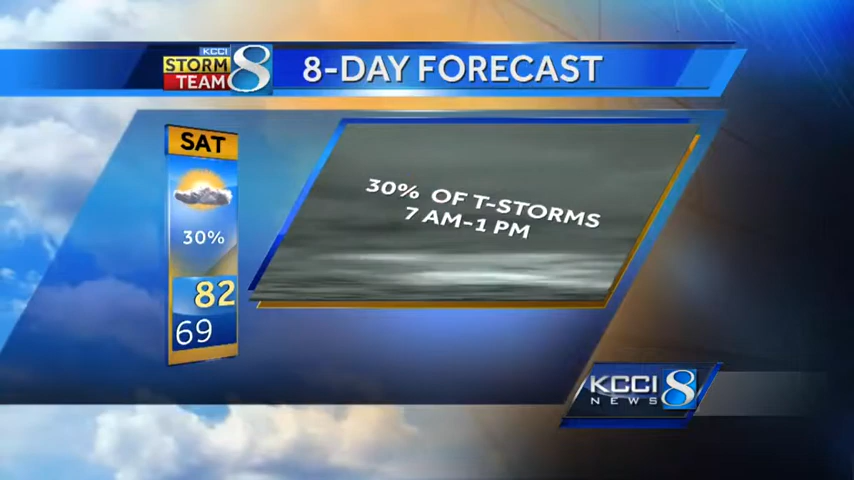 KCCI
STORM
TEAM
8
8-DAY FORECAST
SAT
30%
82
69
30% OF T-STORMS
7 AM-1 PM
KCCI 8
NEWS